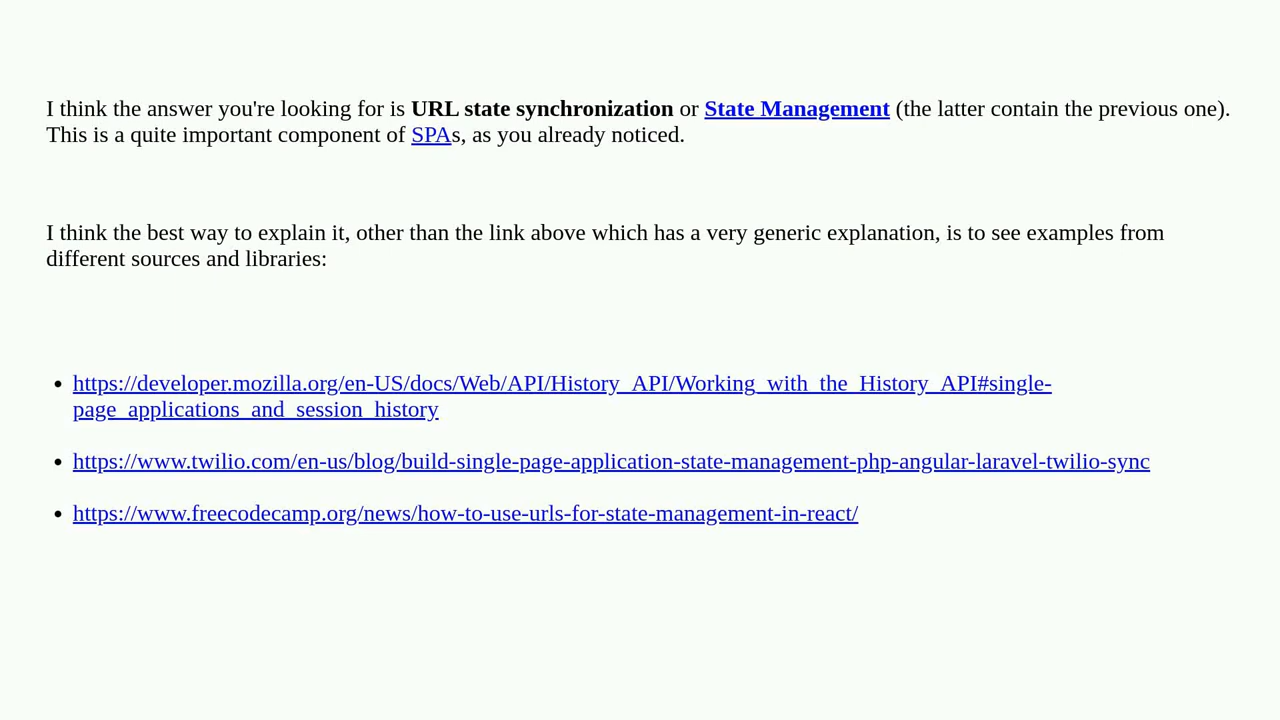 I think the answer you're looking for is URL state synchronization or State Management (the latter contain the previous one).
This is a quite important component of SPAs, as you already noticed.
I think the best way to explain it, other than the link above which has a very generic explanation, is to see examples from
different sources and libraries:
• https://developer.mozilla.org/en-US/docs/Web/API/History_API/Working_with_the_History_API#single-
page_applications_and_session_history
• https://www.twilio.com/en-us/blog/build-single-page-application-state-management-php-angular-laravel-twilio-sync
• https://www.freecodecamp.org/news/how-to-use-urls-for-state-management-in-react/